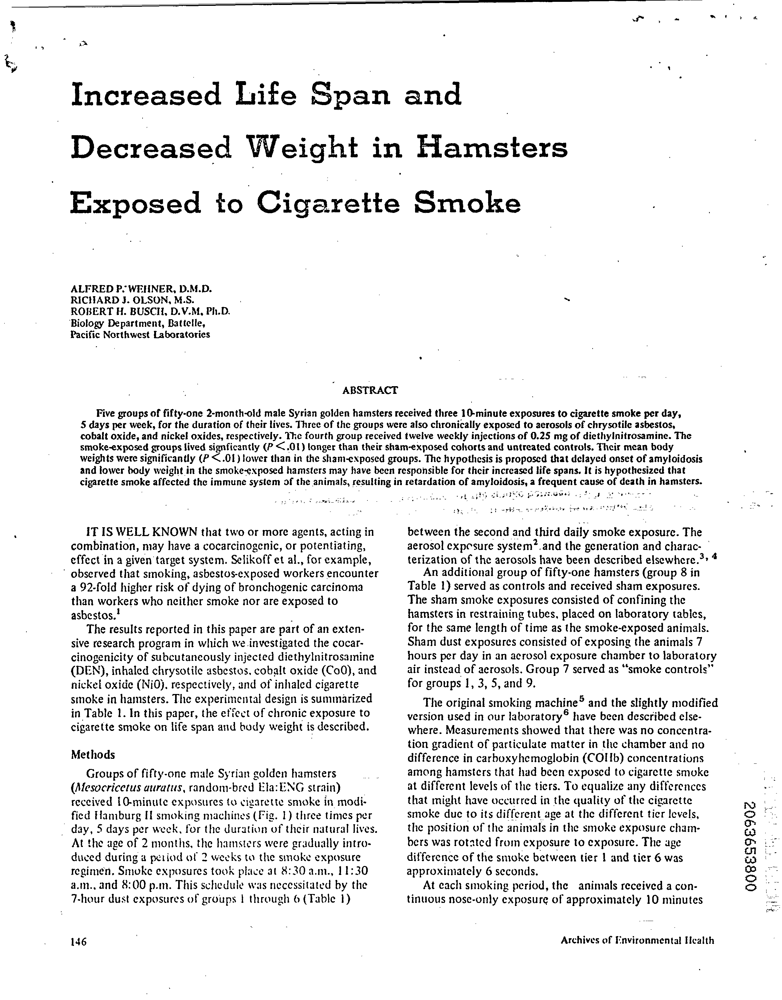 Increased Life Span and
Decreased Weight in Hamsters
Exposed to Cigarette Smoke
ALFRED P. WEHNER, D.M.D.
RICHARD J. OLSON, M.S.
ROBERT H. BUSCH, D.V.M, Ph.D.
Biology Department, Battelle,
Pacific Northwest Laboratories
ABSTRACT
Five groups of fifty-one 2-month-old male Syrian golden hamsters received three 10-minute exposures to cigarette smoke per day,
5 days per week, for the duration of their lives. Three of the groups were also chronically exposed to aerosols of chrysotile asbestos,
cobalt oxide, and nickel oxides, respectively. The fourth group received twelve weekly injections of 0.25 mg of diethylnitrosamine. The
smoke-exposed groups lived signficantly (P <.01) longer than their sham-exposed cohorts and untreated controls. Their mean body
weights were significantly (P <.01) lower than in the sham-exposed groups. The hypothesis is proposed that delayed onset of amyloidosis
and lower body weight in the smoke-exposed hamsters may have been responsible for their increased life spans. It is hypothesized that
cigarette smoke affected the immune system of the animals, resulting in retardation of amyloidosis, a frequent cause of death in hamsters.
IT IS WELL KNOWN that two or more agents, acting in
combination, may have a cocarcinogenic, or potentiating,
effect in a given target system. Selikoff et al., for example,
observed that smoking, asbestos-exposed workers encounter
a 92-fold higher risk of dying of bronchogenic carcinoma
than workers who neither smoke nor are exposed to
asbestos.1
The results reported in this paper are part of an exten-
sive research program in which we investigated the cocar-
cinogenicity of subcutaneously injected diethylnitrosamine
(DEN), inhaled chrysotile asbestos, cobalt oxide (CoO), and
nickel oxide (NiO), respectively, and of inhaled cigarette
smoke in hamsters. The experimental design is summarized
in Table 1. In this paper, the effect of chronic exposure to
cigarette smoke on life span and body weight is described.
Methods
Groups of fifty-one male Syrian golden hamsters
(Mesocricetus auratus, random-bred Ela:ENG strain)
received 10-minute exposures to cigarette smoke in modi-
fied Hamburg II smoking machines (Fig. 1) three times per
day, 5 days per week, for the duration of their natural lives.
At the age of 2 months, the hamsters were gradually intro-
duced during a period of 2 weeks to the smoke exposure
regimen. Smoke exposures took place at 8:30 a.m., 11:30
a.m., and 8:00 p.m. This schedule was necessitated by the
7-hour dust exposures of groups 1 through 6 (Table 1)
between the second and third daily smoke exposure. The
aerosol exposure system2 and the generation and charac-
terization of the aerosols have been described elsewhere.3, 4
An additional group of fifty-one hamsters (group 8 in
Table 1) served as controls and received sham exposures.
The sham smoke exposures consisted of confining the
hamsters in restraining tubes, placed on laboratory tables,
for the same length of time as the smoke-exposed animals.
Sham dust exposures consisted of exposing the animals 7
hours per day in an aerosol exposure chamber to laboratory
air instead of aerosols. Group 7 served as "smoke controls"
for groups 1, 3, 5, and 9.
The original smoking machine5 and the slightly modified
version used in our laboratory6 have been described else-
where. Measurements showed that there was no concentra-
tion gradient of particulate matter in the chamber and no
difference in carboxyhemoglobin (COHb) concentrations
among hamsters that had been exposed to cigarette smoke
at different levels of the tiers. To equalize any differences
that might have occurred in the quality of the cigarette
smoke due to its different age at the different tier levels,
the position of the animals in the smoke exposure cham-
bers was rotated from exposure to exposure. The age
difference of the smoke between tier 1 and tier 6 was
approximately 6 seconds.
At each smoking period, the animals received a con-
tinuous nose-only exposure of approximately 10 minutes
146
Archives of Environmental Health
2063653800